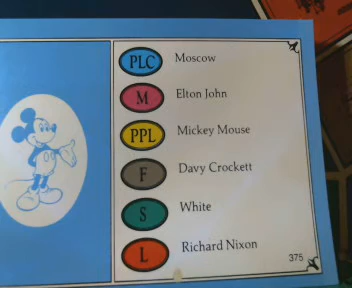 PLC Moscow
M Elton John
PPL Mickey Mouse
F Davy Crockett
S White
L Richard Nixon
375